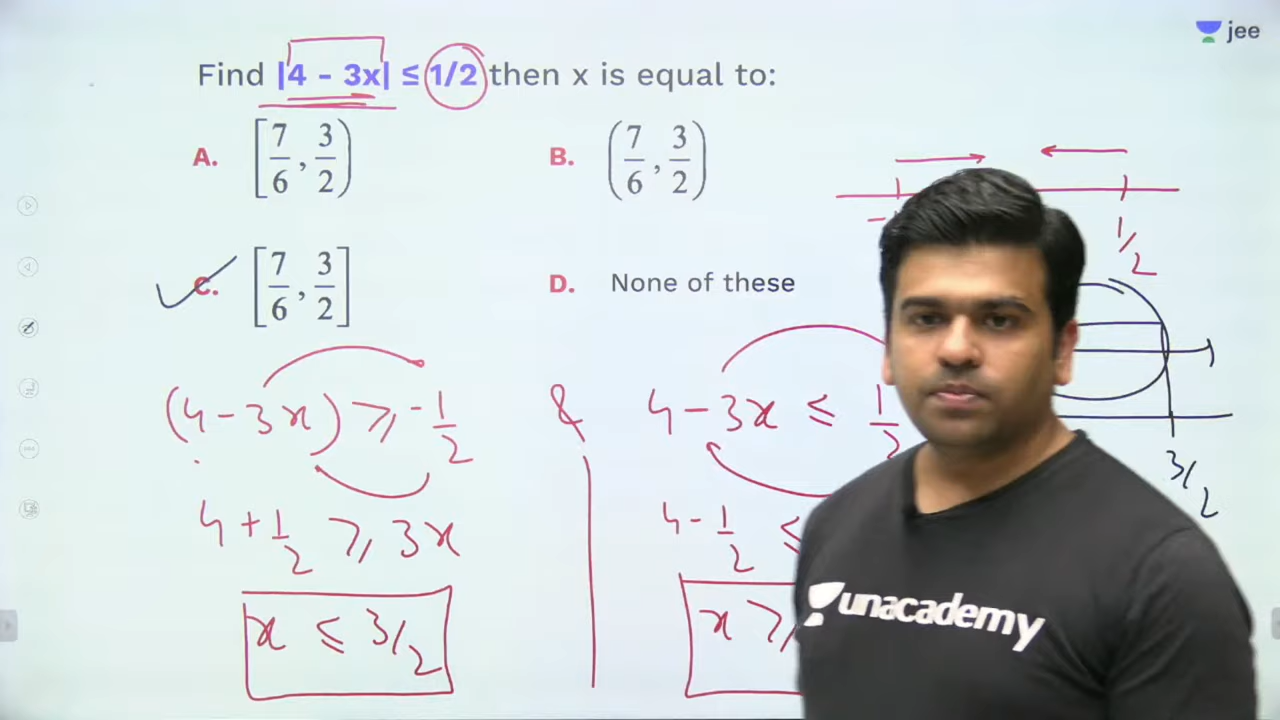 jee
Find |4 - 3x| ≤ 1/2 then x is equal to:
A. [7/6, 3/2)
B. (7/6, 3/2)
C. [7/6, 3/2]
D. None of these
1/2
(4 - 3x) ≥ -1/2 & 4 - 3x ≤ 1/2
3/2
4 + 1/2 ≥ 3x
4 - 1/2 ≤
x ≤ 3/2
x ≥
unacademy